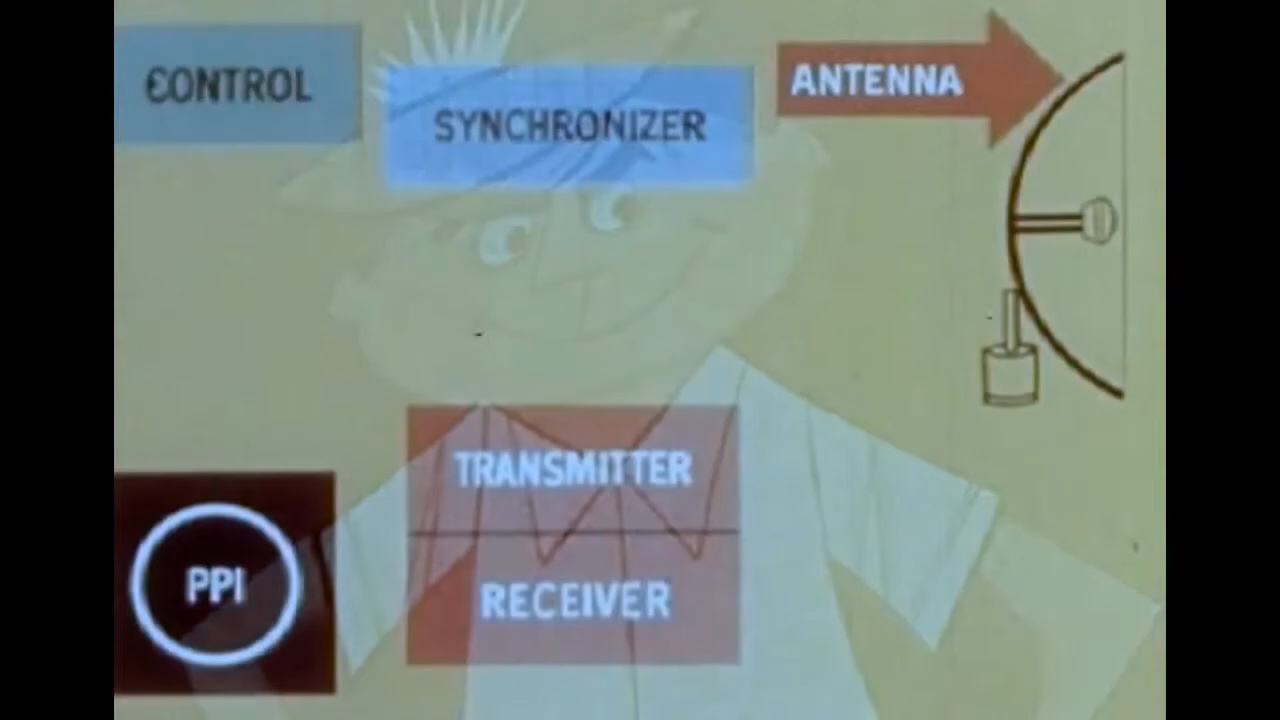 CONTROL
SYNCHRONIZER
ANTENNA
TRANSMITTER
RECEIVER
PPI